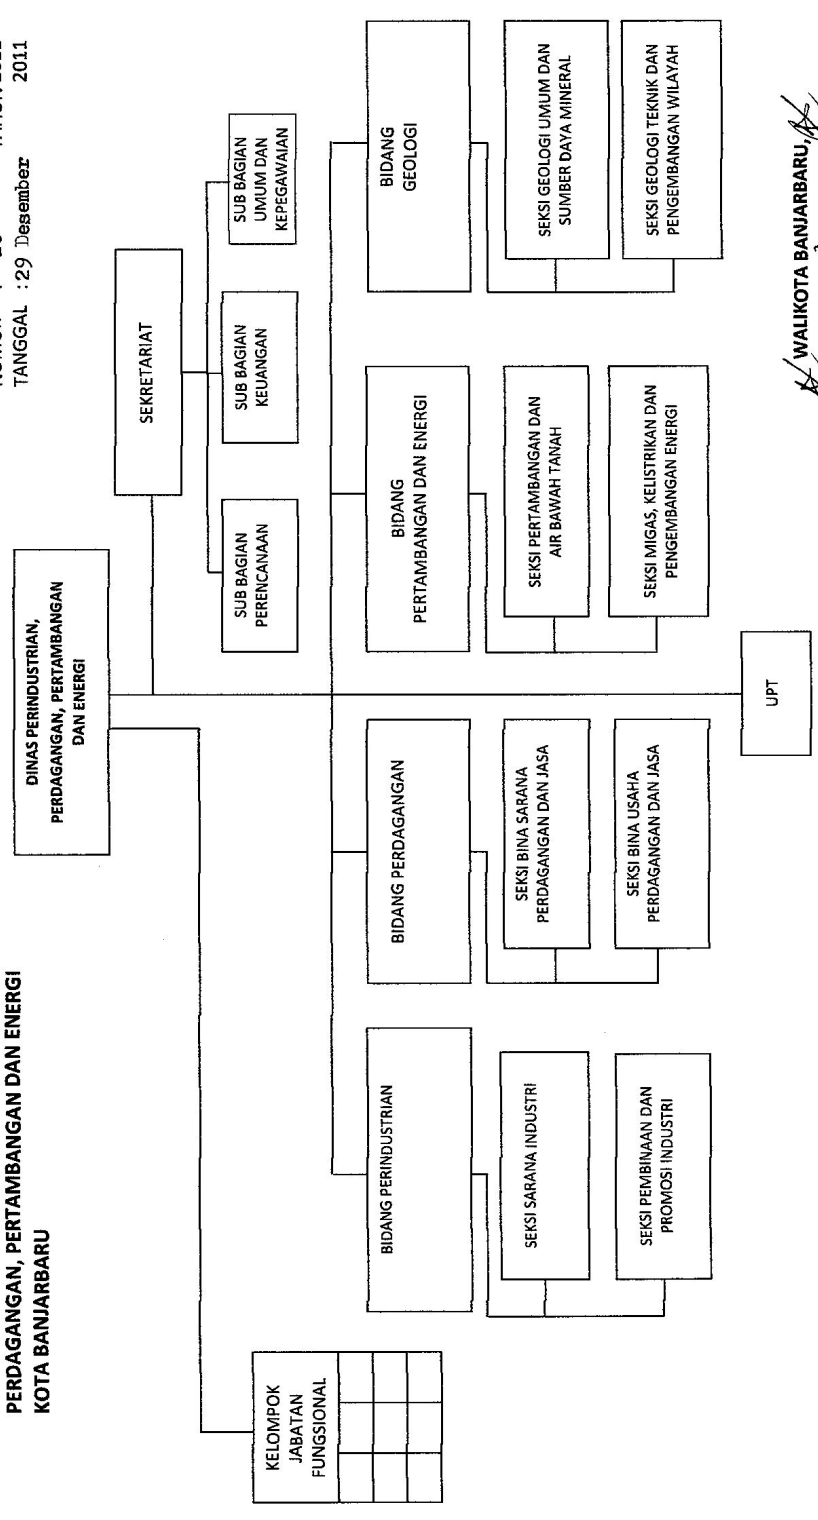 PERDAGANGAN, PERTAMBANGAN DAN ENERGI
KOTA BANJARBARU
TANGGAL : 29 Desember 2011
DINAS PERINDUSTRIAN,
PERDAGANGAN, PERTAMBANGAN
DAN ENERGI
SEKRETARIAT
SUB BAGIAN
PERENCANAAN
SUB BAGIAN
KEUANGAN
SUB BAGIAN
UMUM DAN
KEPEGAWAIAN
KELOMPOK
JABATAN
FUNGSIONAL
BIDANG PERINDUSTRIAN
SEKSI SARANA INDUSTRI
SEKSI PEMBINAAN DAN
PROMOSI INDUSTRI
BIDANG PERDAGANGAN
SEKSI BINA SARANA
PERDAGANGAN DAN JASA
SEKSI BINA USAHA
PERDAGANGAN DAN JASA
BIDANG
PERTAMBANGAN DAN ENERGI
SEKSI PERTAMBANGAN DAN
AIR BAWAH TANAH
SEKSI MIGAS, KELISTRIKAN DAN
PENGEMBANGAN ENERGI
BIDANG
GEOLOGI
SEKSI GEOLOGI UMUM DAN
SUMBER DAYA MINERAL
SEKSI GEOLOGI TEKNIK DAN
PENGEMBANGAN WILAYAH
UPT
WALIKOTA BANJARBARU,